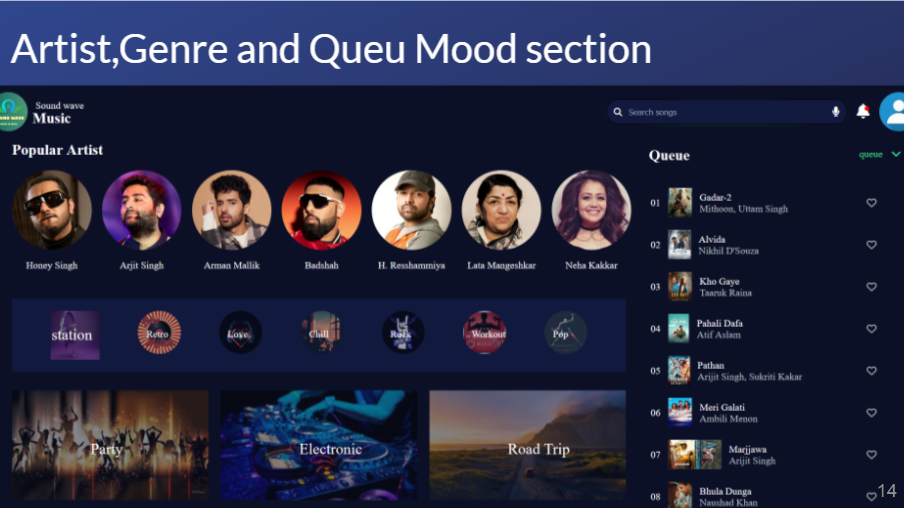 Artist,Genre and Queu Mood section
Sound wave
Music
Search songs
Popular Artist
Queue
queue
Honey Singh
Arjit Singh
Arman Mallik
Badshah
H. Resshammiya
Lata Mangeshkar
Neha Kakkar
station
Retro
Love
Chill
Rock
Workout
Pop
Party
Electronic
Road Trip
01 Gadar-2
Mithoon, Uttam Singh
02 Alvida
Nikhil D'Souza
03 Kho Gaye
Taaruk Raina
04 Pahali Dafa
Atif Aslam
05 Pathan
Arijit Singh, Sukriti Kakar
06 Meri Galati
Ambili Menon
07 Marjjawa
Arijit Singh
08 Bhula Dunga
Naushad Khan
14